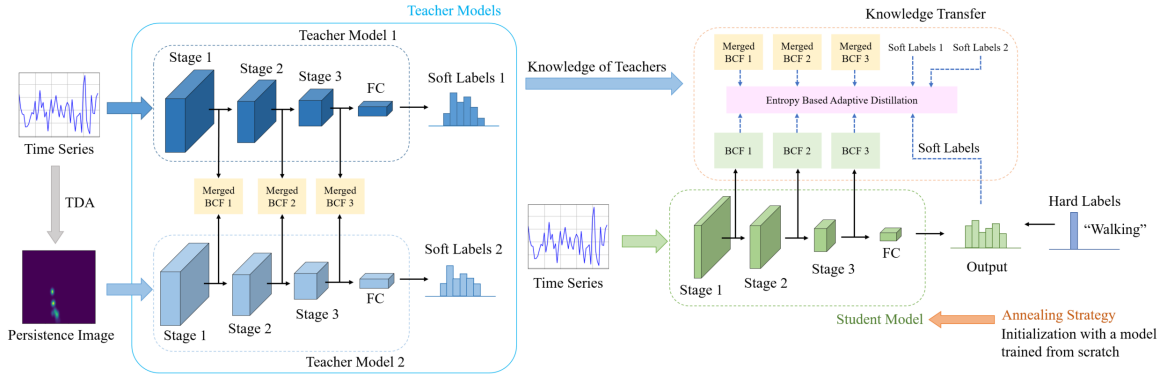 Teacher Models
Teacher Model 1
Stage 1
Stage 2
Stage 3
FC
Soft Labels 1
Time Series
TDA
Persistence Image
Merged
BCF 1
Merged
BCF 2
Merged
BCF 3
Soft Labels 2
Stage 1
Stage 2
Stage 3
FC
Teacher Model 2
Knowledge of Teachers
Knowledge Transfer
Merged
BCF 1
Merged
BCF 2
Merged
BCF 3
Soft Labels 1
Soft Labels 2
Entropy Based Adaptive Distillation
BCF 1
BCF 2
BCF 3
Soft Labels
Time Series
Stage 1
Stage 2
Stage 3
FC
Output
Hard Labels
“Walking”
Student Model
Annealing Strategy
Initialization with a model
trained from scratch